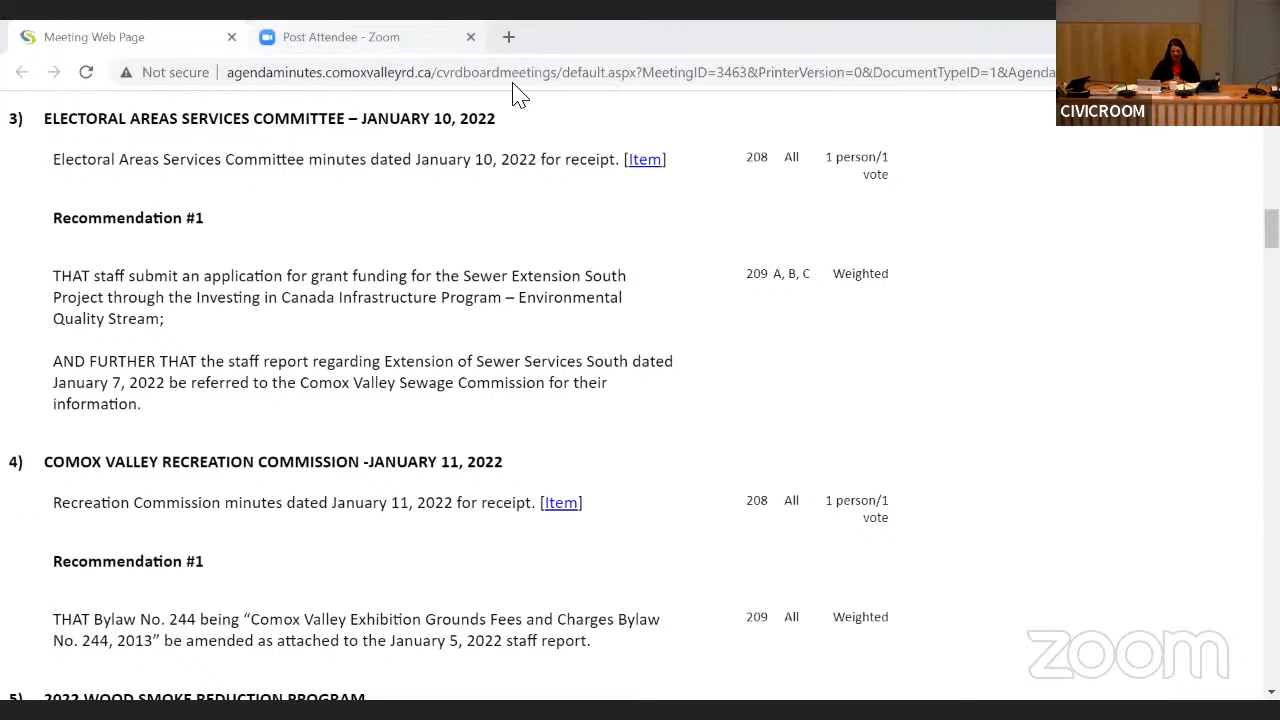 Meeting Web Page
Post Attendee - Zoom
Not secure
agendaminutes.comoxvalleyrd.ca/cvrdboardmeetings/default.aspx?MeetingID=3463&PrinterVersion=0&DocumentTypeID=1&Agenda
CIVICROOM
3) ELECTORAL AREAS SERVICES COMMITTEE – JANUARY 10, 2022
Electoral Areas Services Committee minutes dated January 10, 2022 for receipt. [Item] 208 All 1 person/1
vote
Recommendation #1
THAT staff submit an application for grant funding for the Sewer Extension South 209 A, B, C Weighted
Project through the Investing in Canada Infrastructure Program – Environmental
Quality Stream;
AND FURTHER THAT the staff report regarding Extension of Sewer Services South dated
January 7, 2022 be referred to the Comox Valley Sewage Commission for their
information.
4) COMOX VALLEY RECREATION COMMISSION -JANUARY 11, 2022
Recreation Commission minutes dated January 11, 2022 for receipt. [Item] 208 All 1 person/1
vote
Recommendation #1
THAT Bylaw No. 244 being “Comox Valley Exhibition Grounds Fees and Charges Bylaw 209 All Weighted
No. 244, 2013” be amended as attached to the January 5, 2022 staff report.
zoom
5) 2022 WOOD SMOKE REDUCTION PROGRAM